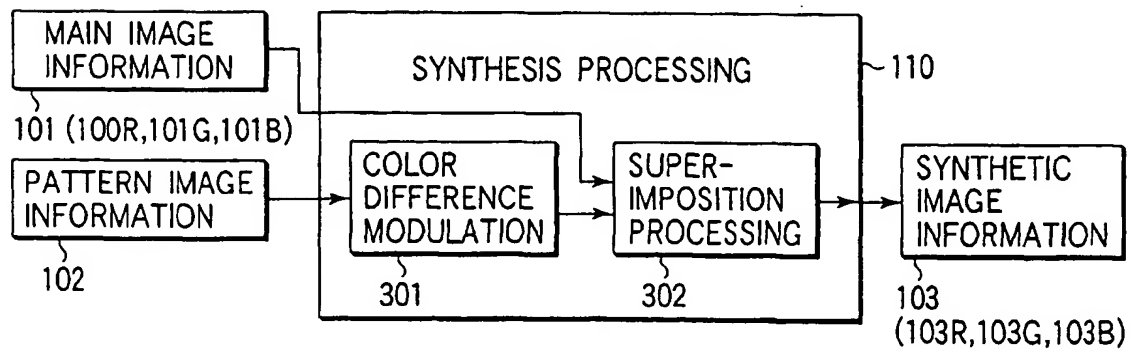 MAIN IMAGE
INFORMATION
101 (100R,101G,101B)
PATTERN IMAGE
INFORMATION
102
SYNTHESIS PROCESSING
110
COLOR
DIFFERENCE
MODULATION
301
SUPER-
IMPOSITION
PROCESSING
302
SYNTHETIC
IMAGE
INFORMATION
103
(103R,103G,103B)